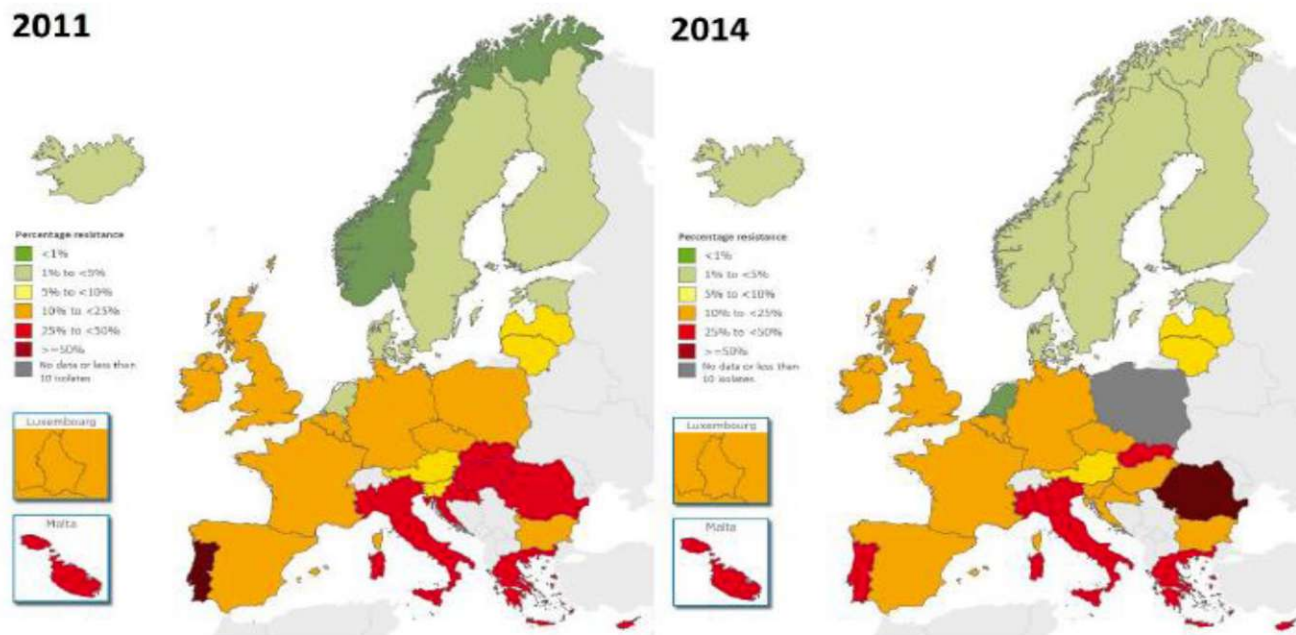 2011
Percentage resistance
<1%
1% to <5%
5% to <10%
10% to <25%
25% to <50%
>=50%
No data or less than
10 isolates
Luxembourg
Malta
2014
Percentage resistance
<1%
1% to <5%
5% to <10%
10% to <25%
25% to <50%
>=50%
No data or less than
10 isolates
Luxembourg
Malta